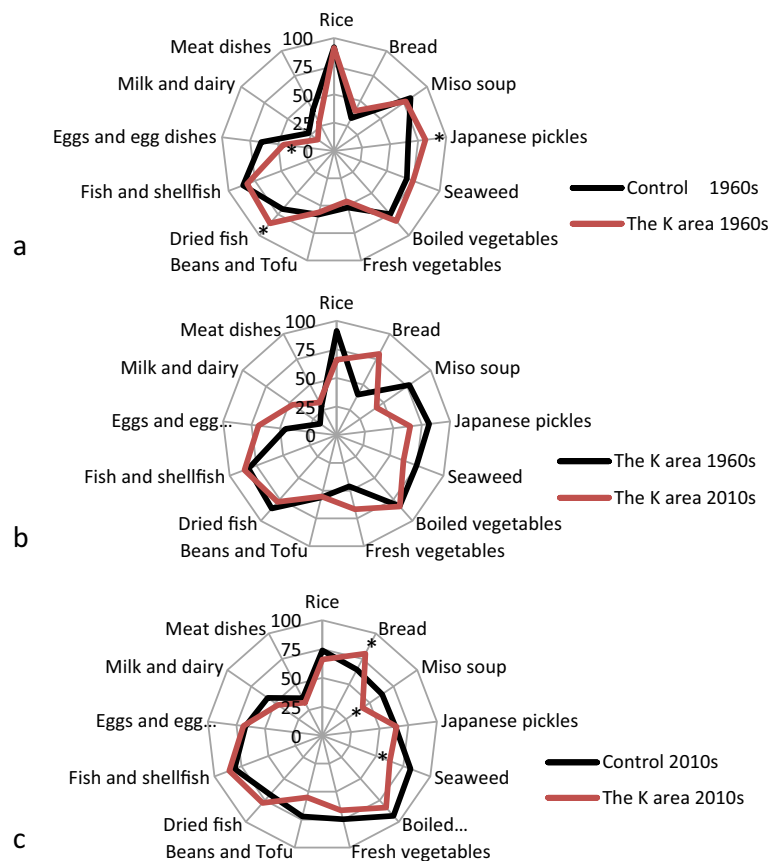 Rice
100
Meat dishes
Bread
75
Milk and dairy
Miso soup
50
25
Eggs and egg dishes
*
0
Japanese pickles *
Fish and shellfish
Seaweed
Control 1960s
Dried fish
*
Boiled vegetables
The K area 1960s
a
Beans and Tofu
Fresh vegetables
Rice
100
Meat dishes
Bread
75
Milk and dairy
Miso soup
50
25
Eggs and egg...
0
Japanese pickles
Fish and shellfish
Seaweed
The K area 1960s
Dried fish
Boiled vegetables
The K area 2010s
b
Beans and Tofu
Fresh vegetables
Rice
100
Meat dishes
Bread
*
75
Milk and dairy
Miso soup
50
25
*
Eggs and egg...
0
Japanese pickles
*
Fish and shellfish
Seaweed
Control 2010s
Dried fish
Boiled...
The K area 2010s
c
Beans and Tofu
Fresh vegetables